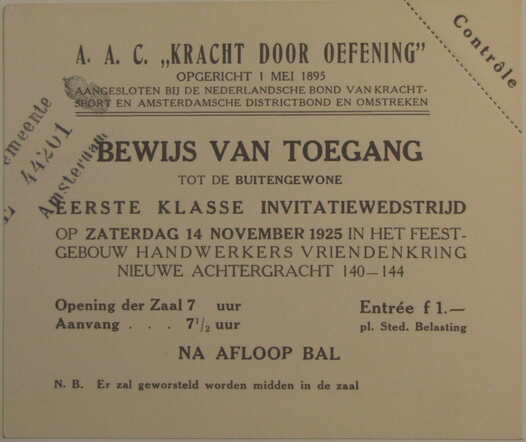 Contrôle
A. A. C. „KRACHT DOOR OEFENING"
OPGERICHT 1 MEI 1895
AANGESLOTEN BIJ DE NEDERLANDSCHE BOND VAN KRACHT-
SPORT EN AMSTERDAMSCHE DISTRICTBOND EN OMSTREKEN
emeente
44201
Amsterdam
BEWIJS VAN TOEGANG
TOT DE BUITENGEWONE
EERSTE KLASSE INVITATIEWEDSTRIJD
OP ZATERDAG 14 NOVEMBER 1925 IN HET FEEST-
GEBOUW HANDWERKERS VRIENDENKRING
NIEUWE ACHTERGRACHT 140—144
Opening der Zaal 7 uur
Aanvang . . . 7½ uur
Entrée f 1.—
pl. Sted. Belasting
NA AFLOOP BAL
N. B. Er zal geworsteld worden midden in de zaal